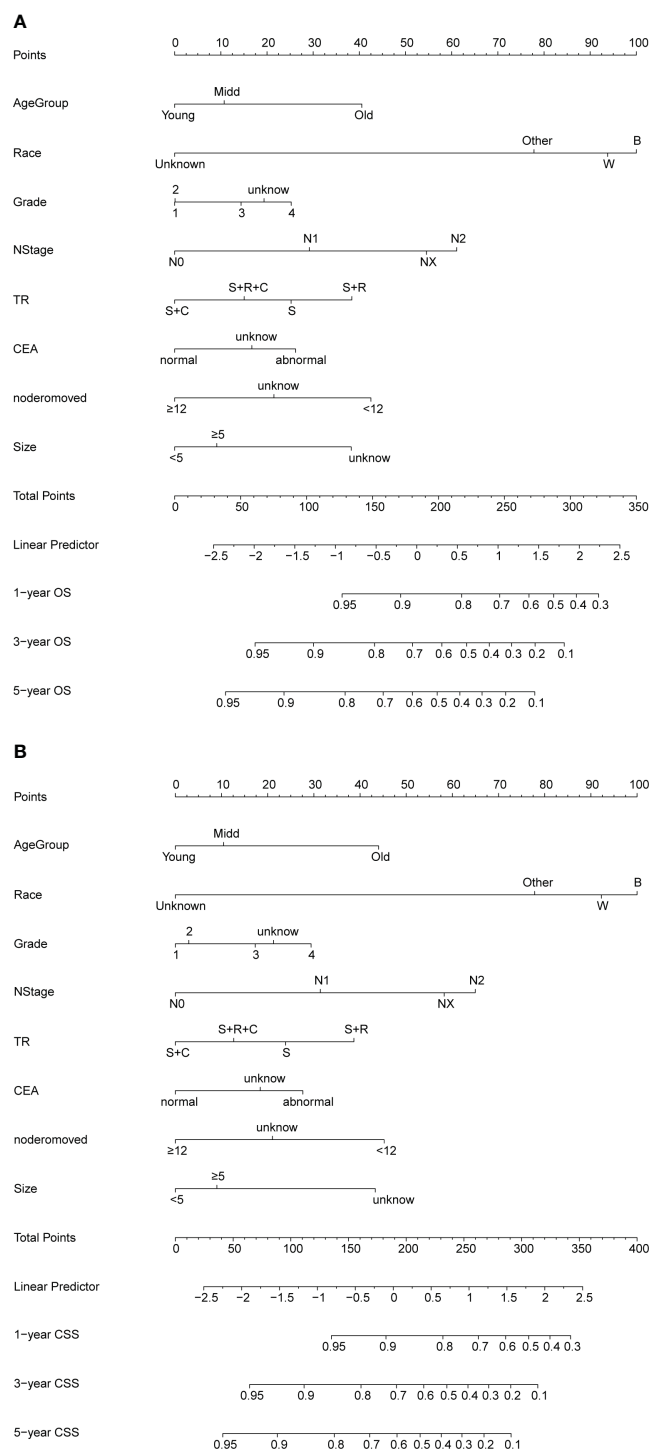 A
Points 0 10 20 30 40 50 60 70 80 90 100
AgeGroup
Midd
Young Old
Race
Other B
Unknown W
Grade
2 unknow
1 3 4
NStage
N1 N2
N0 NX
TR
S+R+C S+R
S+C S
CEA
unknow
normal abnormal
noderomoved
unknow
≥12 <12
Size
≥5
<5 unknow
Total Points
0 50 100 150 200 250 300 350
Linear Predictor
−2.5 −2 −1.5 −1 −0.5 0 0.5 1 1.5 2 2.5
1−year OS
0.95 0.9 0.8 0.7 0.6 0.5 0.4 0.3
3−year OS
0.95 0.9 0.8 0.7 0.6 0.5 0.4 0.3 0.2 0.1
5−year OS
0.95 0.9 0.8 0.7 0.6 0.5 0.4 0.3 0.2 0.1
B
Points 0 10 20 30 40 50 60 70 80 90 100
AgeGroup
Midd
Young Old
Race
Other B
Unknown W
Grade
2 unknow
1 3 4
NStage
N1 N2
N0 NX
TR
S+R+C S+R
S+C S
CEA
unknow
normal abnormal
noderomoved
unknow
≥12 <12
Size
≥5
<5 unknow
Total Points
0 50 100 150 200 250 300 350 400
Linear Predictor
−2.5 −2 −1.5 −1 −0.5 0 0.5 1 1.5 2 2.5
1−year CSS
0.95 0.9 0.8 0.7 0.6 0.5 0.4 0.3
3−year CSS
0.95 0.9 0.8 0.7 0.6 0.5 0.4 0.3 0.2 0.1
5−year CSS
0.95 0.9 0.8 0.7 0.6 0.5 0.4 0.3 0.2 0.1